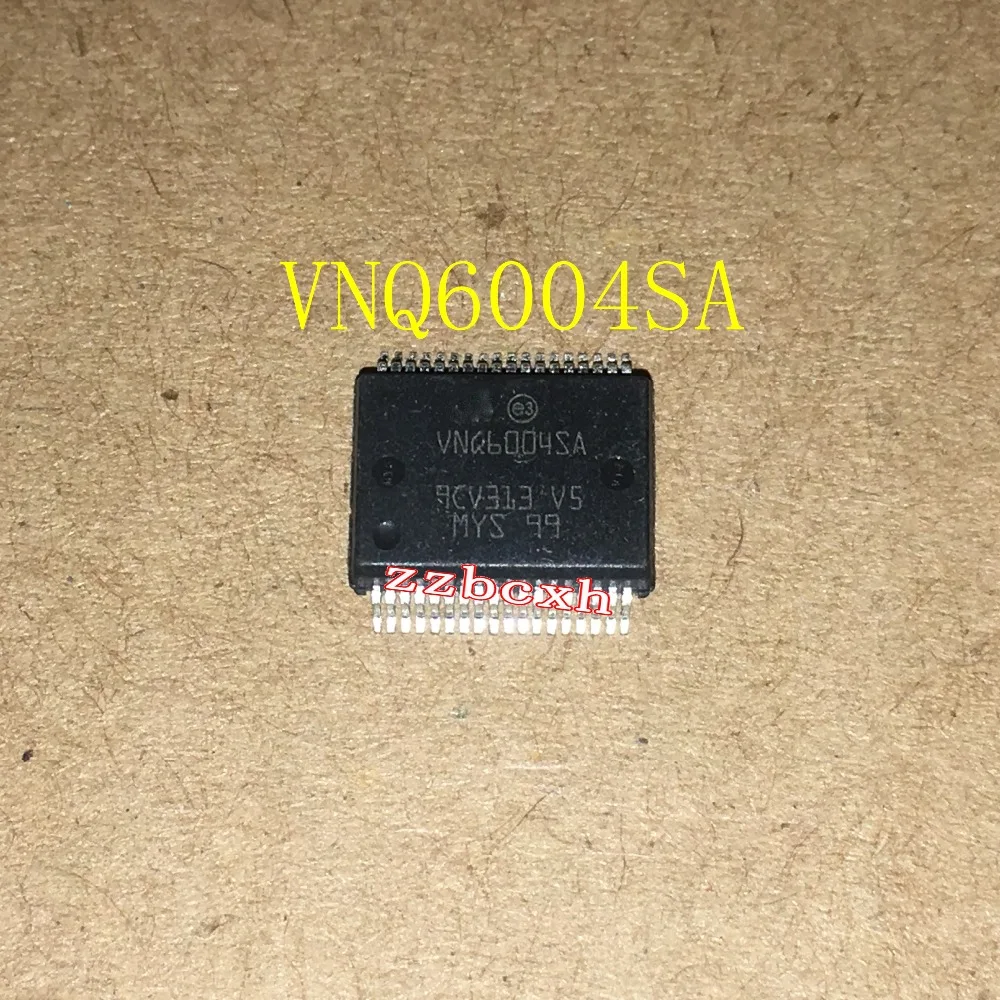 VNQ6004SA
e3
VNQ6004SA
9CV313 V5
MYS 99
zzbcxh